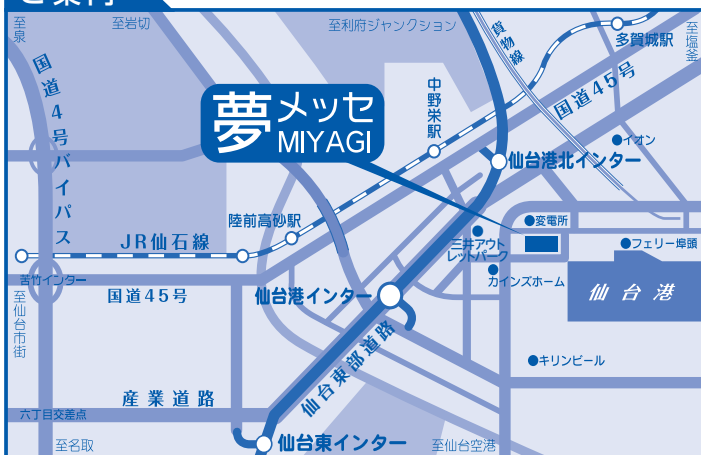 ご案内
至泉
至岩切
至利府ジャンクション
貨物線
多賀城駅
至塩釜
国道4号バイパス
中野栄駅
国道45号
夢メッセ
MIYAGI
イオン
仙台港北インター
陸前高砂駅
変電所
JR仙石線
三井アウト
レットパーク
フェリー埠頭
苦竹インター
カインズホーム
国道45号
仙台港インター
仙台港
至仙台市街
仙台東部道路
キリンビール
産業道路
六丁目交差点
至名取
仙台東インター
至仙台空港